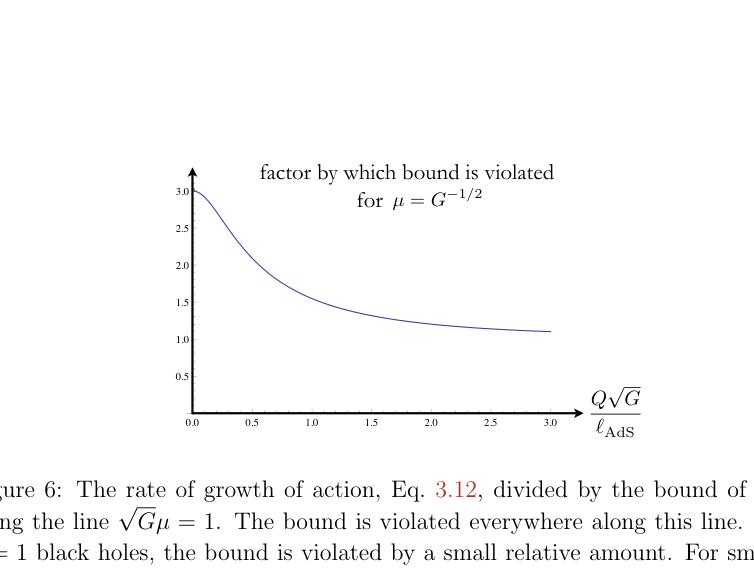 factor by which bound is violated
for μ = G^{-1/2}
3.0
2.5
2.0
1.5
1.0
0.5
0.0 0.5 1.0 1.5 2.0 2.5 3.0
Q√G
ℓ_AdS
gure 6: The rate of growth of action, Eq. 3.12, divided by the bound of
ng the line √Gμ = 1. The bound is violated everywhere along this line.
= 1 black holes, the bound is violated by a small relative amount. For sm